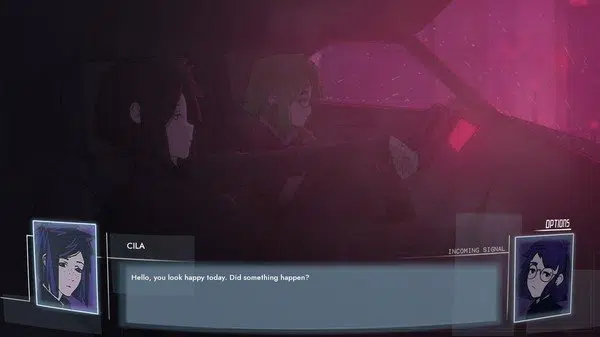 OPTIONS
CILA
INCOMING SIGNAL
Hello, you look happy today. Did something happen?